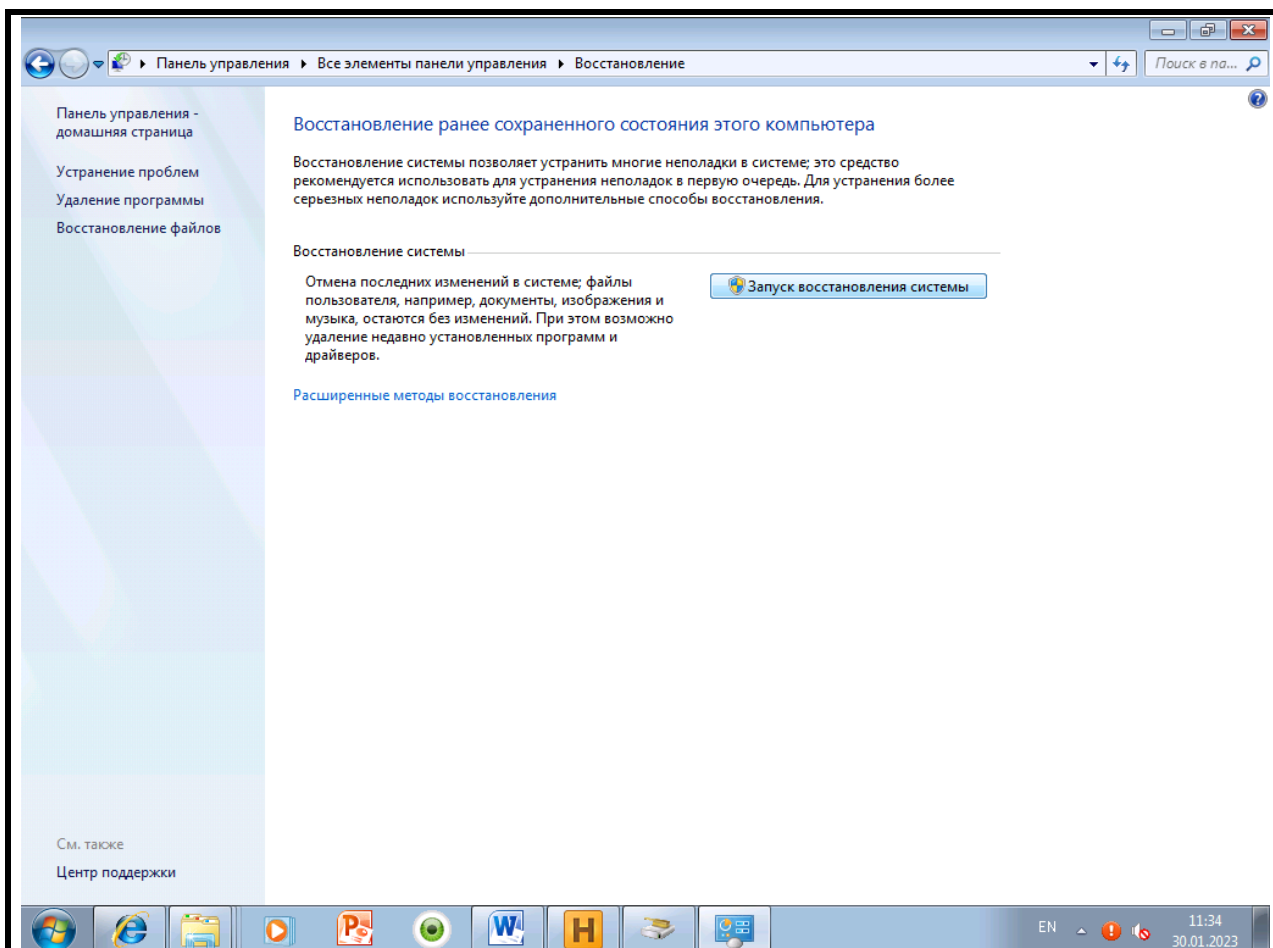 Панель управления ▸ Все элементы панели управления ▸ Восстановление
Поиск в па...
Панель управления -
домашняя страница
Устранение проблем
Удаление программы
Восстановление файлов
Восстановление ранее сохраненного состояния этого компьютера
Восстановление системы позволяет устранить многие неполадки в системе; это средство
рекомендуется использовать для устранения неполадок в первую очередь. Для устранения более
серьезных неполадок используйте дополнительные способы восстановления.
Восстановление системы
Отмена последних изменений в системе; файлы
пользователя, например, документы, изображения и
музыка, остаются без изменений. При этом возможно
удаление недавно установленных программ и
драйверов.
Запуск восстановления системы
Расширенные методы восстановления
См. также
Центр поддержки
EN
11:34
30.01.2023